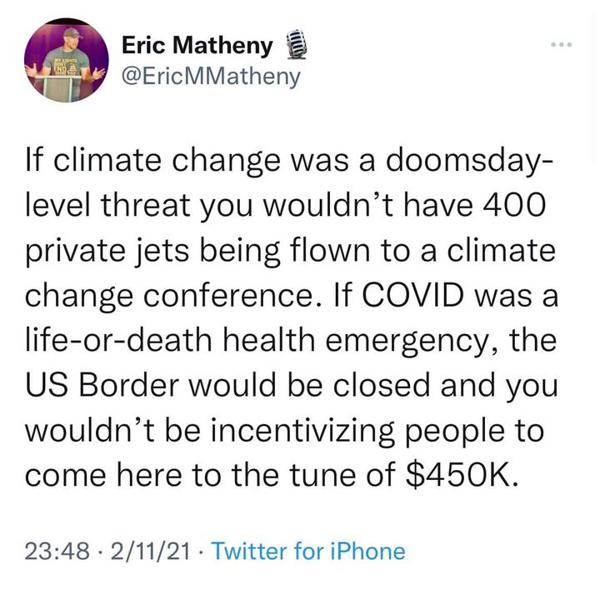 Eric Matheny
@EricMMatheny
If climate change was a doomsday-
level threat you wouldn't have 400
private jets being flown to a climate
change conference. If COVID was a
life-or-death health emergency, the
US Border would be closed and you
wouldn't be incentivizing people to
come here to the tune of $450K.
23:48 · 2/11/21 · Twitter for iPhone